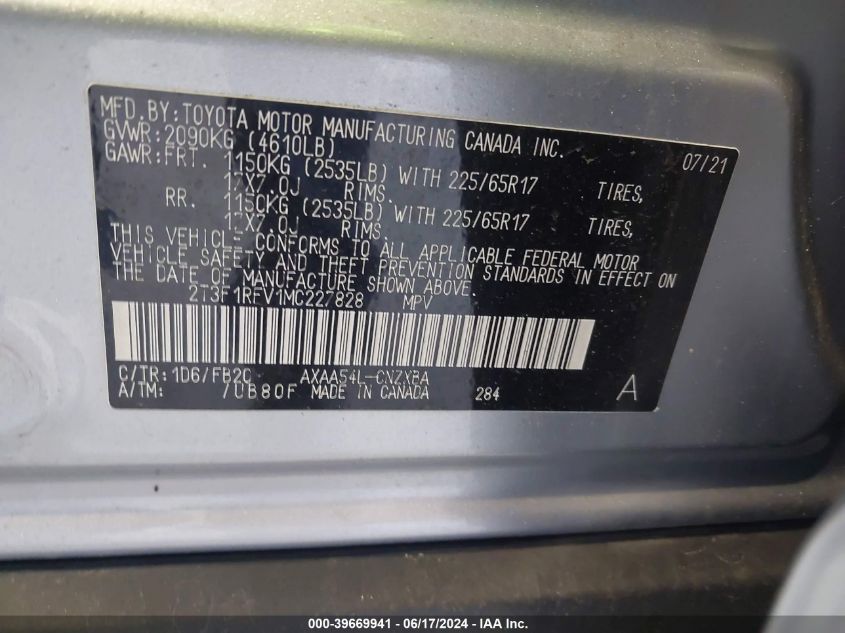 MFD. BY: TOYOTA MOTOR MANUFACTURING CANADA INC. 07/21
GVWR: 2090KG (4610LB)
GAWR: FRT. 1150KG (2535LB) WITH 225/65R17 TIRES,
17X7.0J RIMS
RR. 1150KG (2535LB) WITH 225/65R17 TIRES,
17X7.0J RIMS
THIS VEHICLE CONFORMS TO ALL APPLICABLE FEDERAL MOTOR
VEHICLE SAFETY AND THEFT PREVENTION STANDARDS IN EFFECT ON
THE DATE OF MANUFACTURE SHOWN ABOVE.
2T3F1RFV1MC227828 MPV
C/TR: 1D6/FB20 AXAA54L-CNZXBA
A/TM: /UB80F MADE IN CANADA 284 A
000-39669941 / 06/17/2024 - IAA Inc.